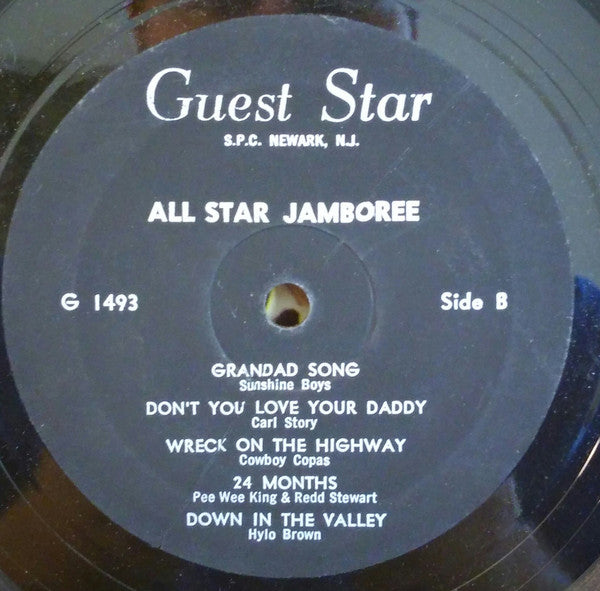 Guest Star
S.P.C. NEWARK, N.J.
ALL STAR JAMBOREE
G 1493 Side B
GRANDAD SONG
Sunshine Boys
DON'T YOU LOVE YOUR DADDY
Carl Story
WRECK ON THE HIGHWAY
Cowboy Copas
24 MONTHS
Pee Wee King & Redd Stewart
DOWN IN THE VALLEY
Hylo Brown